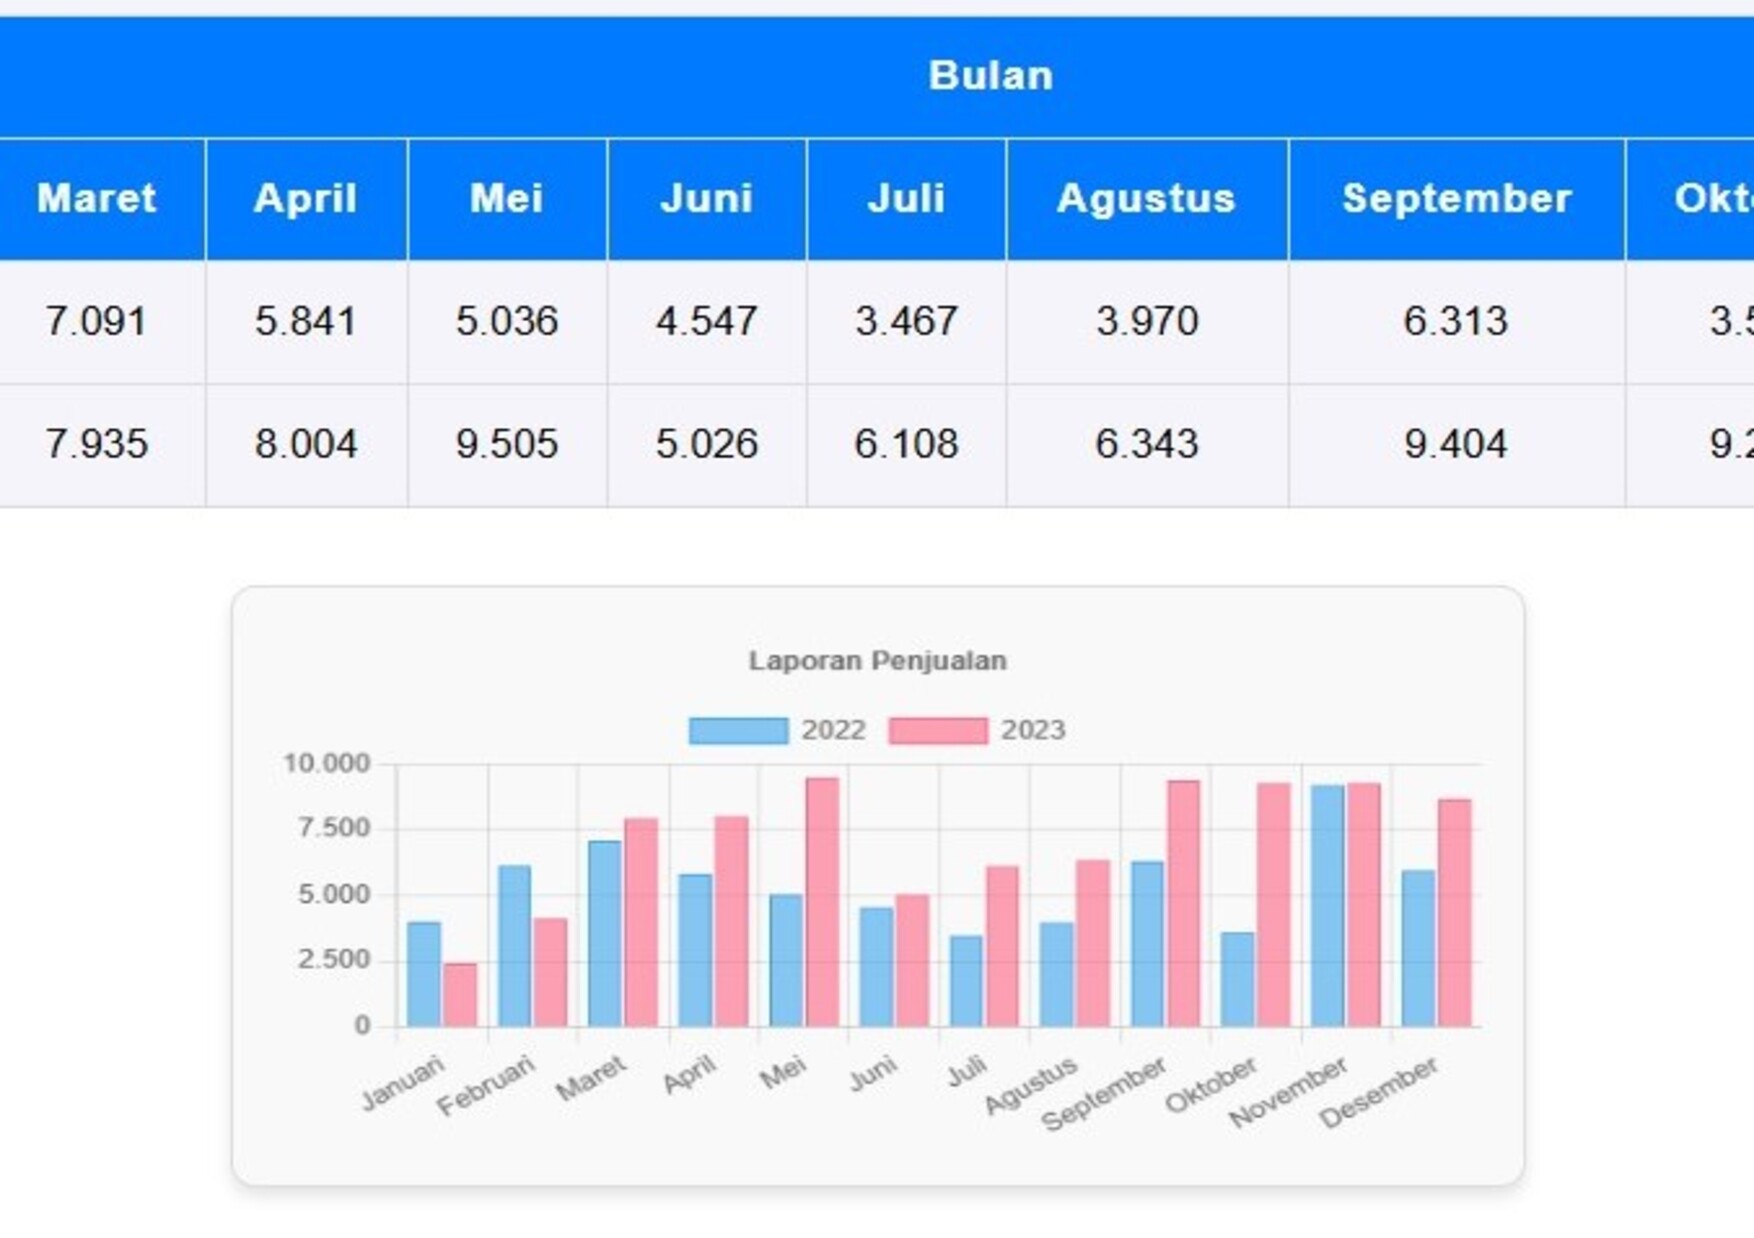 Bulan
Maret April Mei Juni Juli Agustus September Okt
7.091 5.841 5.036 4.547 3.467 3.970 6.313 3.5
7.935 8.004 9.505 5.026 6.108 6.343 9.404 9.2
Laporan Penjualan
2022 2023
10.000
7.500
5.000
2.500
0
Januari Februari Maret April Mei Juni Juli Agustus September Oktober November Desember